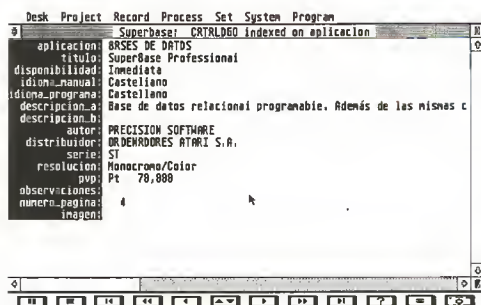 Desk Project Record Process Set System Program
Superbase: CATALOGO indexed on aplicacion
aplicacion: BASES DE DATOS
titulo: SuperBase Professional
disponibilidad: Inmediata
idioma_manual: Castellano
idioma_programa: Castellano
descripcion_a: Base de datos relacional programable. Además de las mismas c
descripcion_b:
autor: PRECISION SOFTWARE
distribuidor: ORDENADORES ATARI S.A.
serie: ST
resolucion: Monocromo/Color
pvp: Pt 78,000
observaciones:
numero_pagina: 4
imagen: